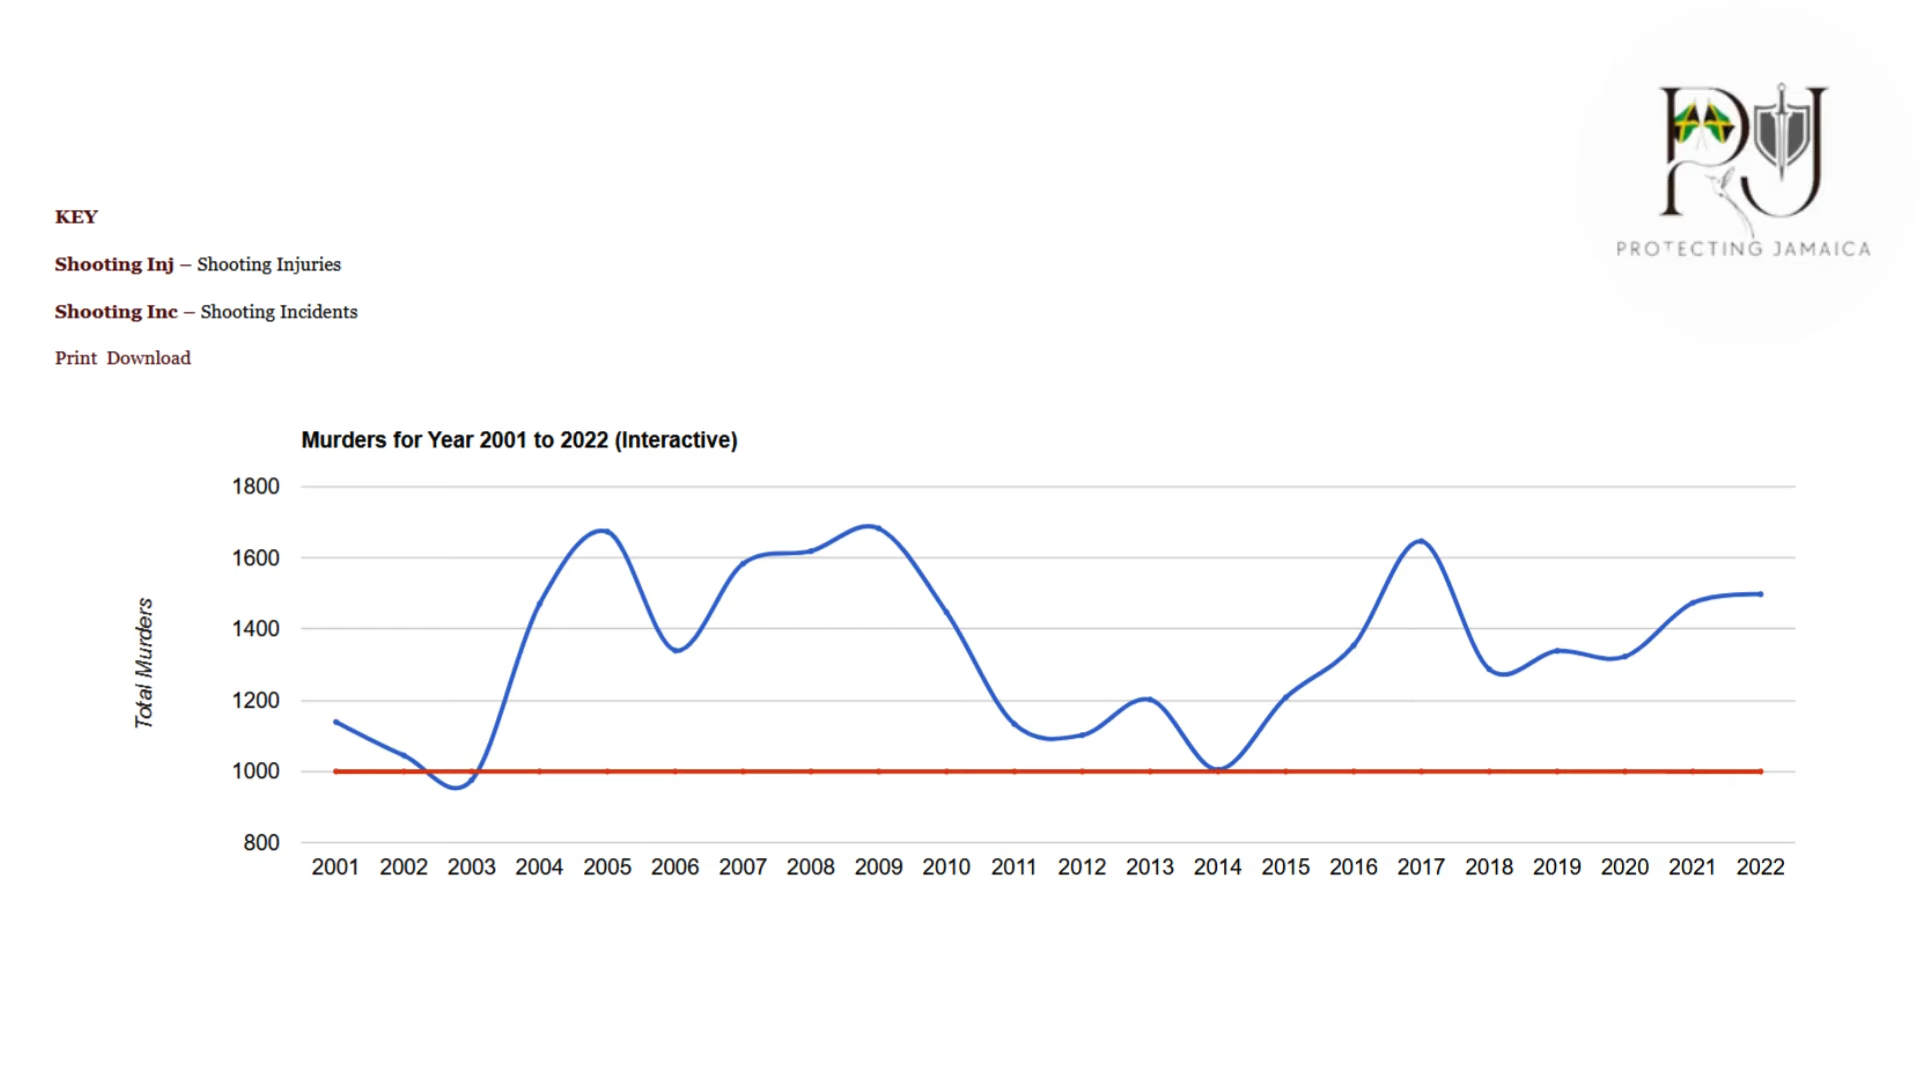 PJ
PROTECTING JAMAICA
KEY
Shooting Inj – Shooting Injuries
Shooting Inc – Shooting Incidents
Print Download
Murders for Year 2001 to 2022 (Interactive)
1800
1600
1400
1200
1000
800
Total Murders
2001 2002 2003 2004 2005 2006 2007 2008 2009 2010 2011 2012 2013 2014 2015 2016 2017 2018 2019 2020 2021 2022